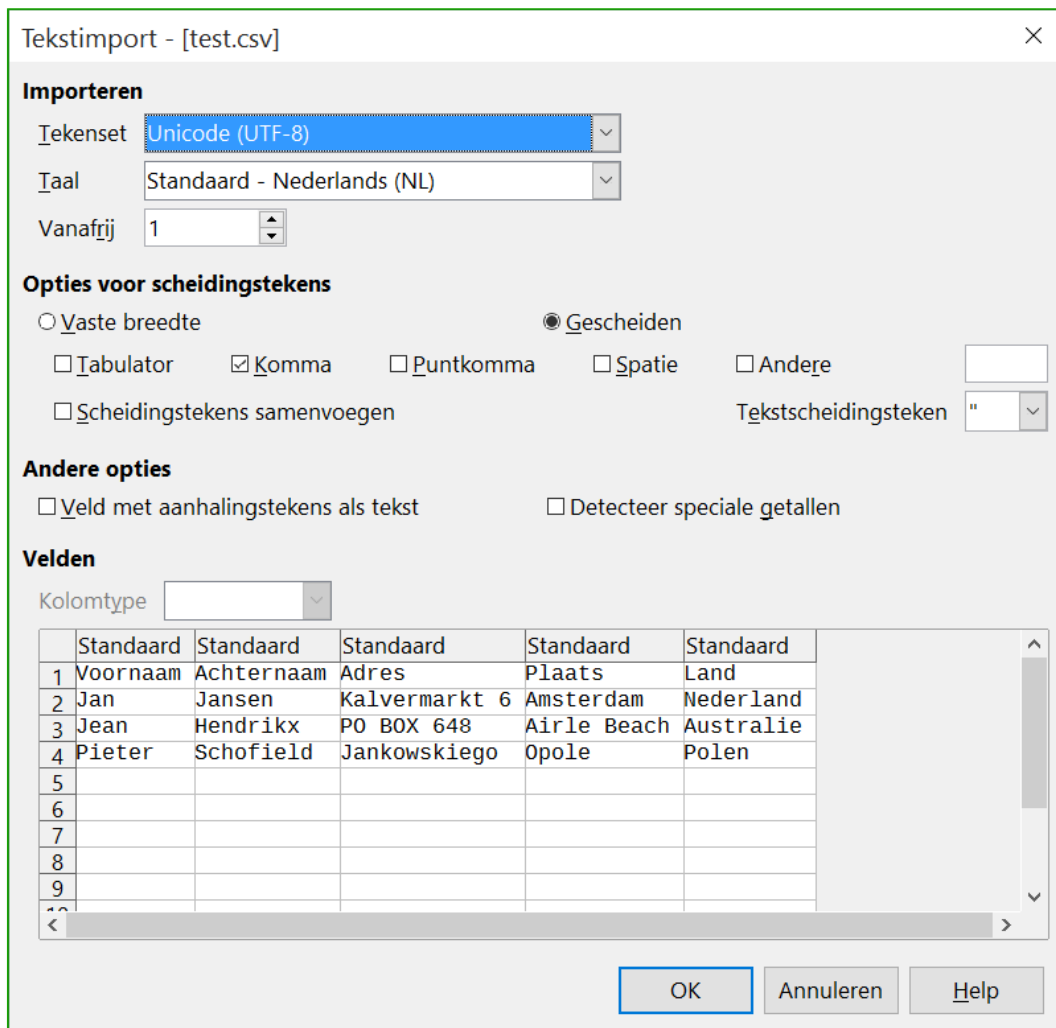 Tekstimport - [test.csv]
Importeren
Tekenset Unicode (UTF-8)
Taal Standaard - Nederlands (NL)
Vanafrij 1
Opties voor scheidingstekens
Vaste breedte Gescheiden
Tabulator Komma Puntkomma Spatie Andere
Scheidingstekens samenvoegen Tekstscheidingsteken "
Andere opties
Veld met aanhalingstekens als tekst Detecteer speciale getallen
Velden
Kolomtype
Standaard Standaard Standaard Standaard Standaard
1 Voornaam Achternaam Adres Plaats Land
2 Jan Jansen Kalvermarkt 6 Amsterdam Nederland
3 Jean Hendrikx PO BOX 648 Airle Beach Australie
4 Pieter Schofield Jankowskiego Opole Polen
5
6
7
8
9
10
OK Annuleren Help